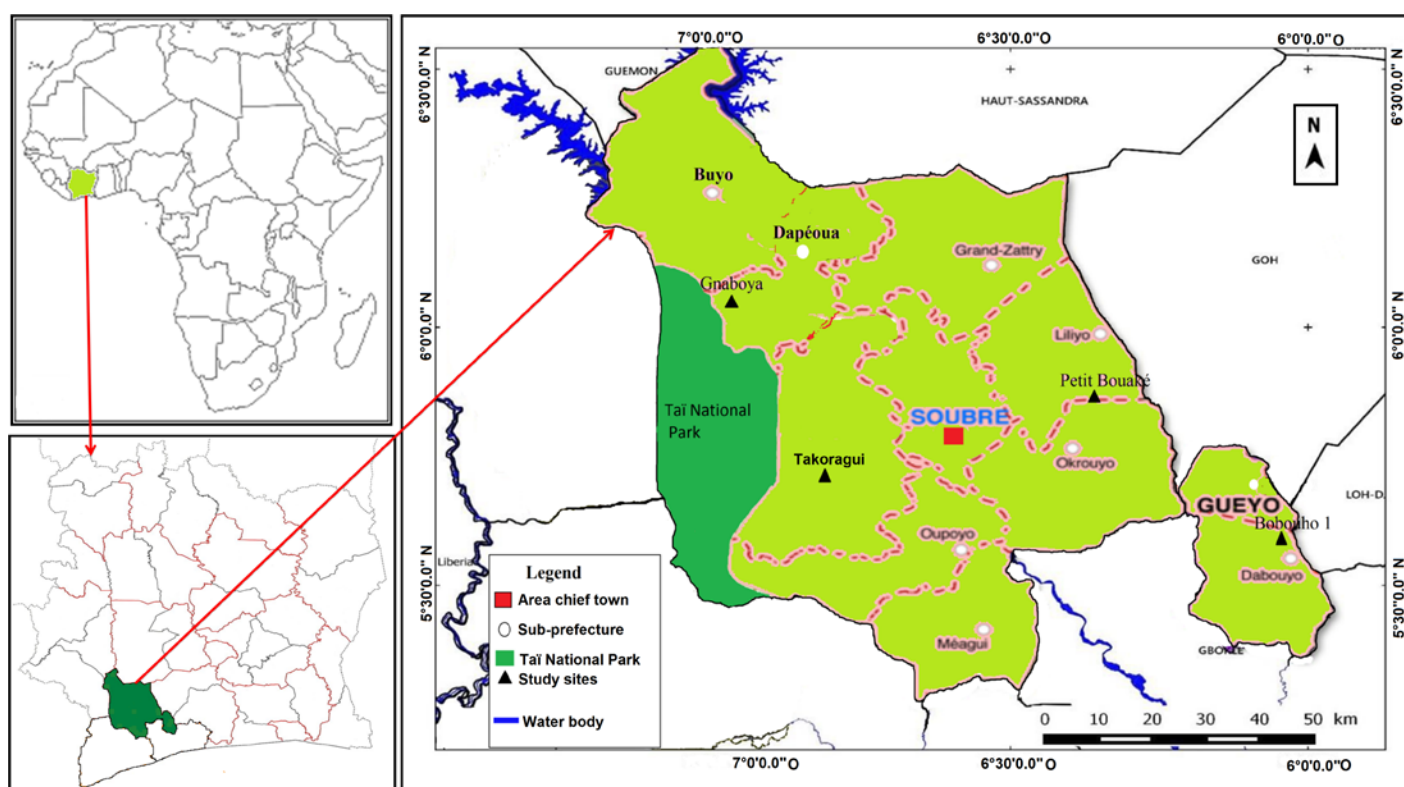 7°0'0.0"O
6°30'0.0"O
6°0'0.0"O
6°30'0.0" N
6°30'0.0" N
GUEMON
HAUT-SASSANDRA
N
Buyo
Dapéoua
Grand-Zattry
GOH
Gnaboya
6°0'0.0" N
6°0'0.0" N
Liliyo
Petit Bouaké
Taï National
Park
SOUBRE
Takoragui
Okrouyo
LOH-D
GUEYO
Bobouho 1
Oupoyo
Dabouyo
Liberia
5°30'0.0" N
5°30'0.0" N
Méagui
Legend
Area chief town
Sub-prefecture
Taï National Park
Study sites
Water body
0 10 20 30 40 50 km
7°0'0.0"O
6°30'0.0"O
6°0'0.0"O